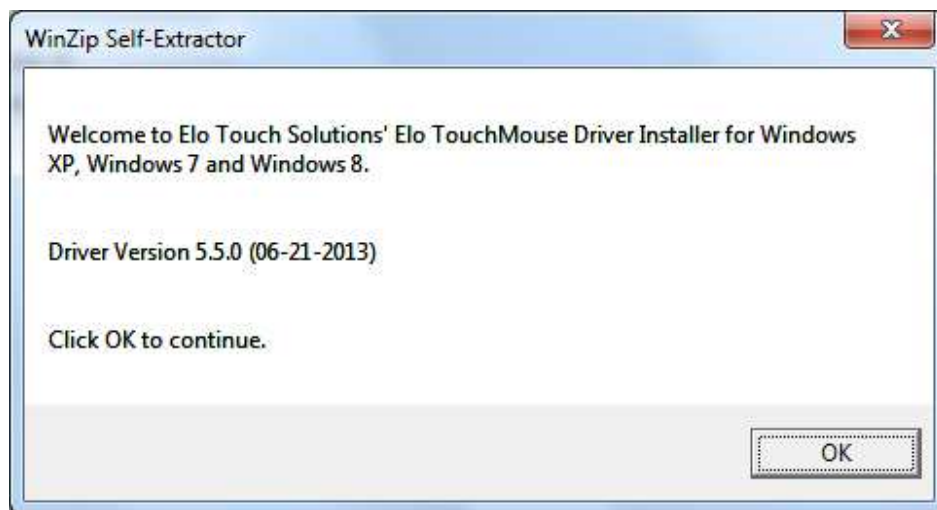 WinZip Self-Extractor
Welcome to Elo Touch Solutions' Elo TouchMouse Driver Installer for Windows
XP, Windows 7 and Windows 8.
Driver Version 5.5.0 (06-21-2013)
Click OK to continue.
OK